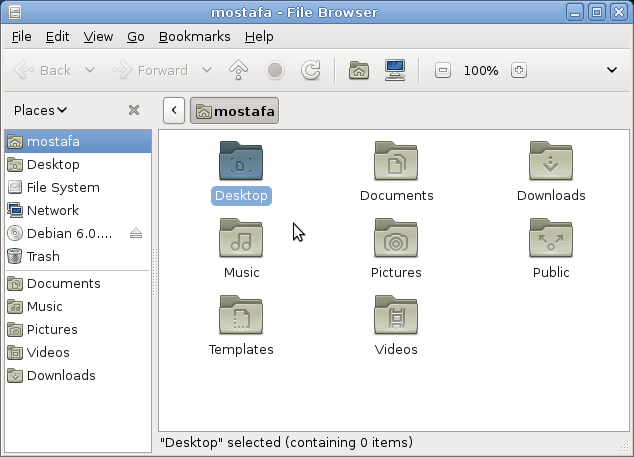 mostafa - File Browser
File Edit View Go Bookmarks Help
Back Forward 100%
Places mostafa
mostafa
Desktop
File System
Network
Debian 6.0....
Trash
Documents
Music
Pictures
Videos
Downloads
Desktop Documents Downloads
Music Pictures Public
Templates Videos
"Desktop" selected (containing 0 items)